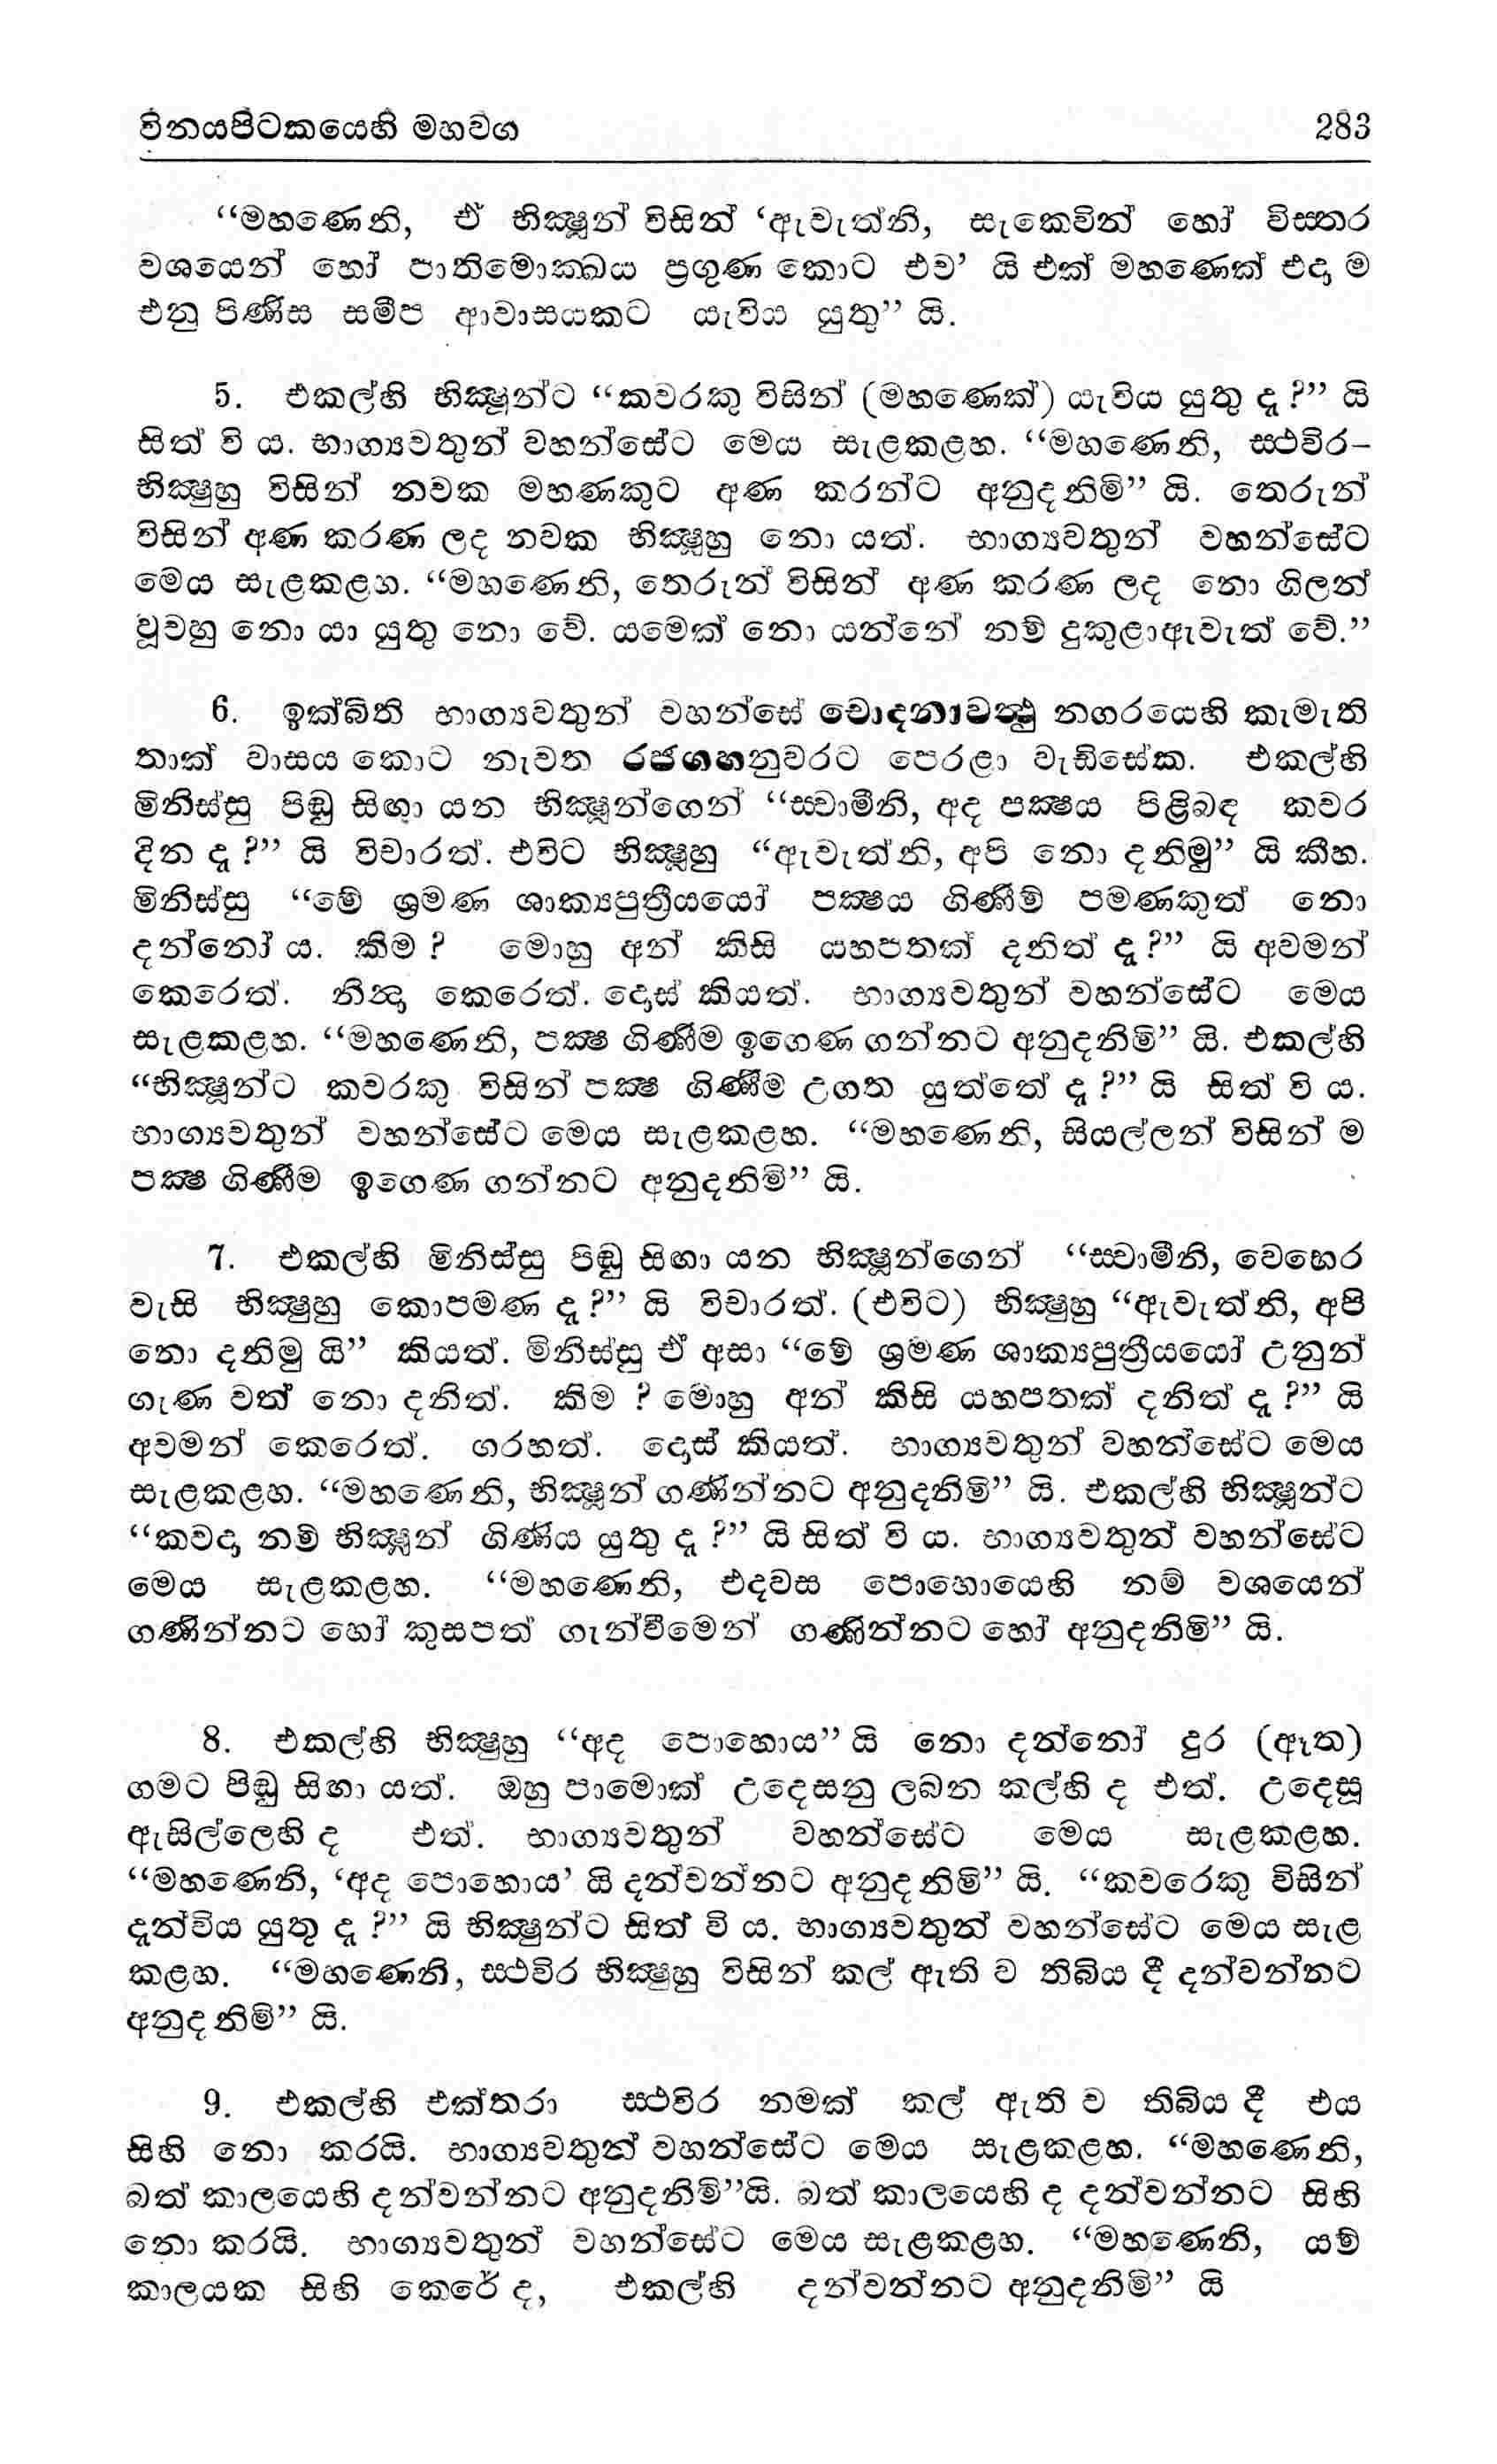 විනයපිටකයෙහි මහවග 283
“මහණෙනි, ඒ භික්‍ෂූන් විසින් ‘ඇවැත්නි, සැකෙවින් හෝ විස්තර
වශයෙන් හෝ පාතිමොක්ඛය ප්‍රගුණ කොට එව’ යි එක් මහණෙක් එදා ම
එනු පිණිස සමීප ආවාසයකට යැවිය යුතු” යි.
5. එකල්හි භික්‍ෂූන්ට “කවරකු විසින් (මහණෙක්) යැවිය යුතු දැ?” යි
සිත් වි ය. භාග්‍යවතුන් වහන්සේට මෙය සැළකළහ. “මහණෙනි, ස්ථවිර–
භික්‍ෂුහු විසින් නවක මහණකුට අණ කරන්ට අනුදනිමි” යි. තෙරුන්
විසින් අණ කරණ ලද නවක භික්‍ෂූහු නො යත්. භාග්‍යවතුන් වහන්සේට
මෙය සැළකළහ. “මහණෙනි, තෙරුන් විසින් අණ කරණ ලද නො ගිලන්
වූවහු නො යා යුතු නො වේ. යමෙක් නො යන්නේ නම් දුකුළාඇවැත් වේ.”
6. ඉක්බිති භාග්‍යවතුන් වහන්සේ චොදනාවත්‍ථු නගරයෙහි කැමැති
තාක් වාසය කොට නැවත රජගහනුවරට පෙරළා වැඩිසේක. එකල්හි
මිනිස්සු පිඬු සිඟා යන භික්‍ෂූන්ගෙන් “ස්වාමීනි, අද පක්‍ෂය පිළිබඳ කවර
දින දැ?” යි විචාරත්. එවිට භික්‍ෂූහු “ඇවැත්නි, අපි නො දනිමු” යි කීහ.
මිනිස්සු “මේ ශ්‍රමණ ශාක්‍යපුත්‍රීයයෝ පක්‍ෂය ගිණීම් පමණකුත් නො
දන්නෝ ය. කිම? මොහු අන් කිසි යහපතක් දනිත් දැ?” යි අවමන්
කෙරෙත්. නින්‍දා කෙරෙත්. දොස් කියත්. භාග්‍යවතුන් වහන්සේට මෙය
සැළකළහ. “මහණෙනි, පක්‍ෂ ගිණීම ඉගෙණ ගන්නට අනුදනිමි” යි. එකල්හි
“භික්‍ෂූන්ට කවරකු විසින් පක්‍ෂ ගිණීම උගත යුත්තේ දැ?” යි සිත් වි ය.
භාග්‍යවතුන් වහන්සේට මෙය සැළකළහ. “මහණෙනි, සියල්ලන් විසින් ම
පක්‍ෂ ගිණීම ඉගෙණ ගන්නට අනුදනිමි” යි.
7. එකල්හි මිනිස්සු පිඬු සිඟා යන භික්‍ෂූන්ගෙන් “ස්වාමීනි, වෙහෙර
වැසි භික්‍ෂුහු කොපමණ දැ?” යි විචාරත්. (එවිට) භික්‍ෂුහු “ඇවැත්නි, අපි
නො දනිමු යි” කියත්. මිනිස්සු ඒ අසා “මේ ශ්‍රමණ ශාක්‍යපුත්‍රීයයෝ උනුන්
ගැණ වත් නො දනිත්. කිම ? මොහු අන් කිසි යහපතක් දනිත් දැ?” යි
අවමන් කෙරෙත්. ගරහත්. දොස් කියත්. භාග්‍යවතුන් වහන්සේට මෙය
සැළකළහ. “මහණෙනි, භික්‍ෂූන් ගණින්නට අනුදනිමි” යි. එකල්හි භික්‍ෂූන්ට
“කවදා නම් භික්‍ෂූන් ගිණිය යුතු දැ?” යි සිත් වි ය. භාග්‍යවතුන් වහන්සේට
මෙය සැළකළහ. “මහණෙනි, එදවස පොහොයෙහි නම් වශයෙන්
ගණින්නට හෝ කුසපත් ගැන්වීමෙන් ගණින්නට හෝ අනුදනිමි” යි.
8. එකල්හි භික්‍ෂුහු “අද පොහොය” යි නො දන්නෝ දුර (ඈත)
ගමට පිඬු සිඟා යත්. ඔහු පාමොක් උදෙසනු ලබන කල්හි ද එත්. උදෙසූ
ඇසිල්ලෙහි ද එත්. භාග්‍යවතුන් වහන්සේට මෙය සැළකළහ.
“මහණෙනි, ‘අද පොහොය’ යි දන්වන්නට අනුදනිමි” යි. “කවරෙකු විසින්
දැන්විය යුතු දැ?” යි භික්‍ෂුන්ට සිත් වි ය. භාග්‍යවතුන් වහන්සේට මෙය සැළ
කළහ. “මහණෙනි, ස්ථවිර භික්‍ෂුහු විසින් කල් ඇති ව තිබිය දී දන්වන්නට
අනුදනිමි” යි.
9. එකල්හි එක්තරා ස්ථවිර නමක් කල් ඇති ව තිබිය දී එය
සිහි නො කරයි. භාග්‍යවතුන් වහන්සේට මෙය සැළකළහ. “මහණෙනි,
බත් කාලයෙහි දන්වන්නට අනුදනිමි”යි. බත් කාලයෙහි ද දන්වන්නට සිහි
නො කරයි. භාග්‍යවතුන් වහන්සේට මෙය සැළකළහ. “මහණෙනි, යම්
කාලයක සිහි කෙරේ ද, එකල්හි දන්වන්නට අනුදනිමි” යි